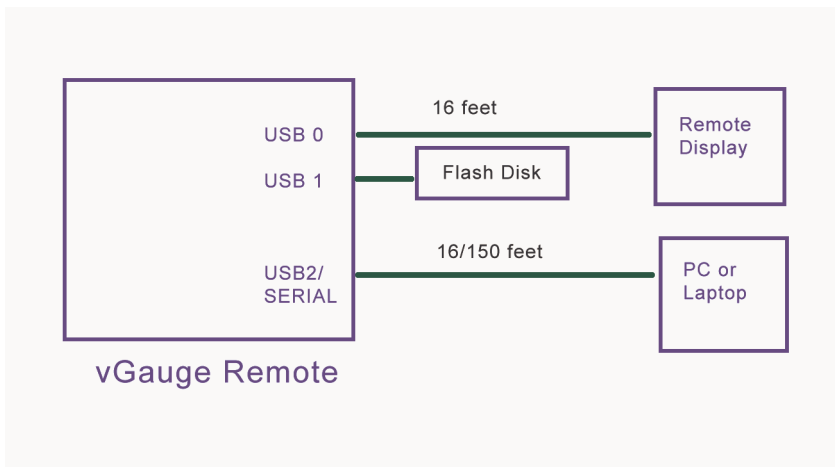 16 feet
USB 0
Remote
Display
USB 1
Flash Disk
16/150 feet
USB2/
SERIAL
PC or
Laptop
vGauge Remote